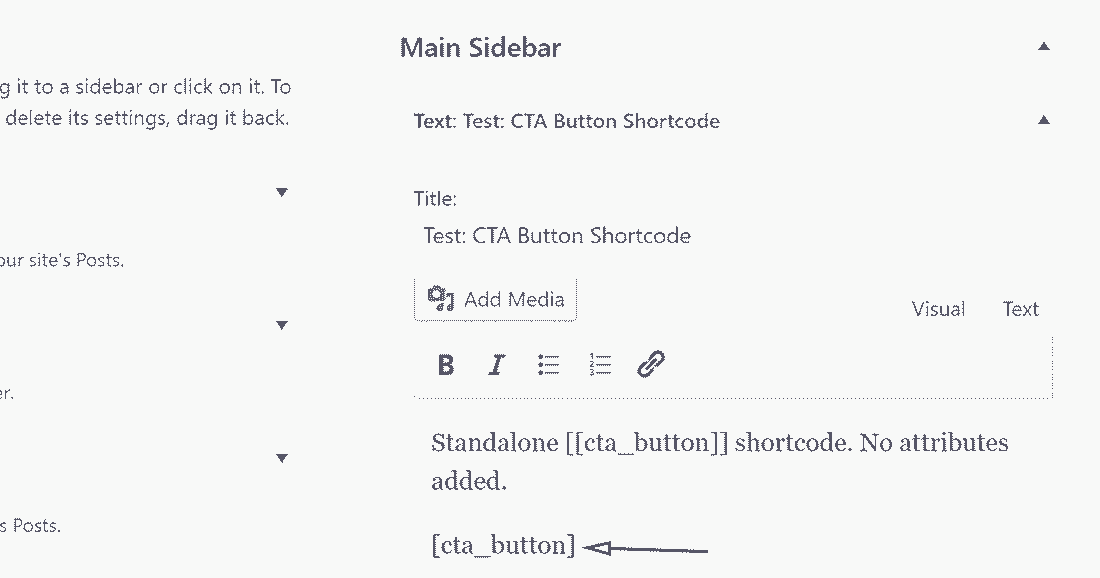 Main Sidebar
g it to a sidebar or click on it. To
delete its settings, drag it back.
Text: Test: CTA Button Shortcode
Title:
Test: CTA Button Shortcode
our site's Posts.
Add Media
Visual Text
B I
er.
Standalone [[cta_button]] shortcode. No attributes
added.
s Posts.
[cta_button]